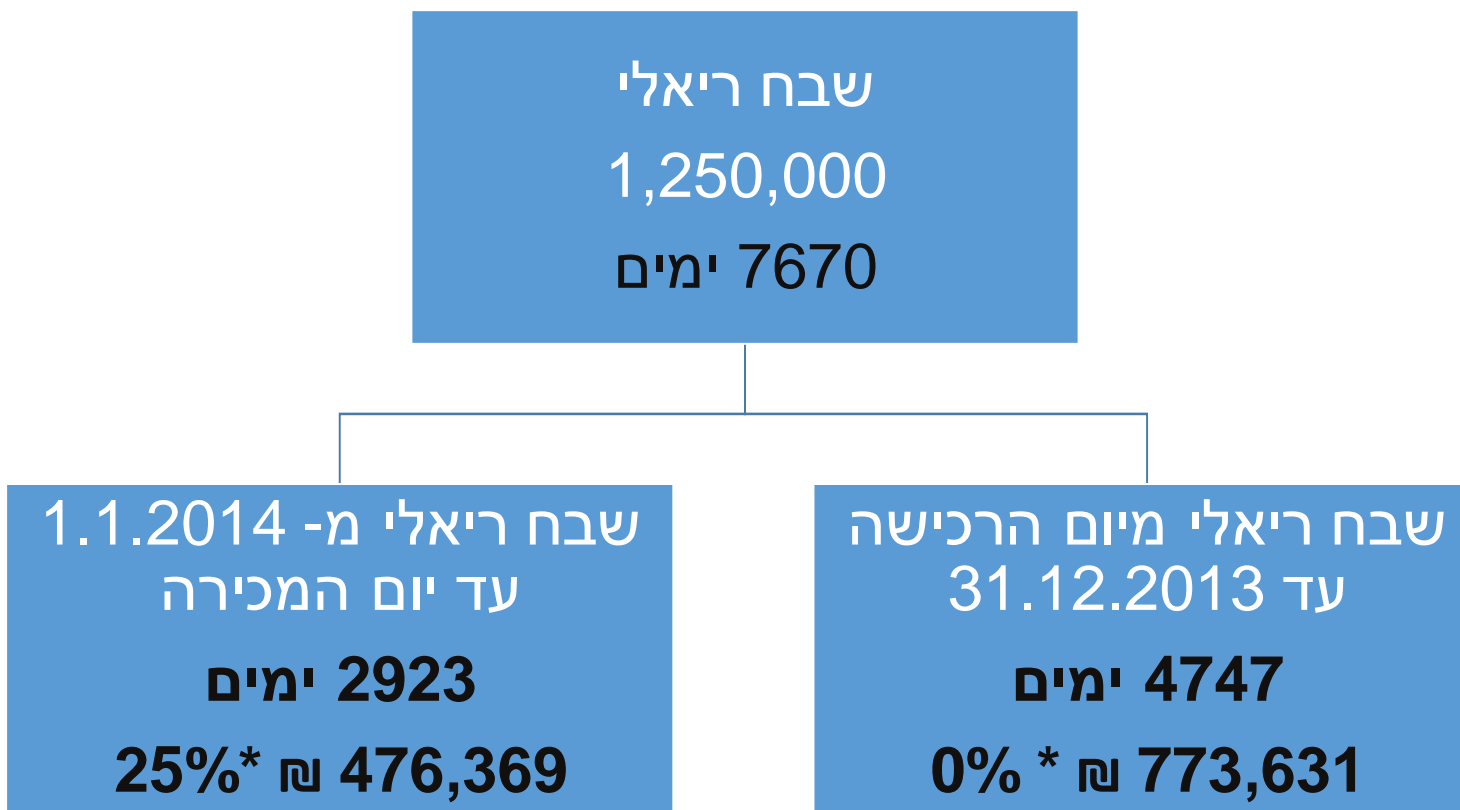 שבח ריאלי
1,250,000
7670 ימים
שבח ריאלי מיום הרכישה
עד 31.12.2013
4747 ימים
773,631 ₪ * 0%
שבח ריאלי מ- 1.1.2014
עד יום המכירה
2923 ימים
476,369 ₪ *25%